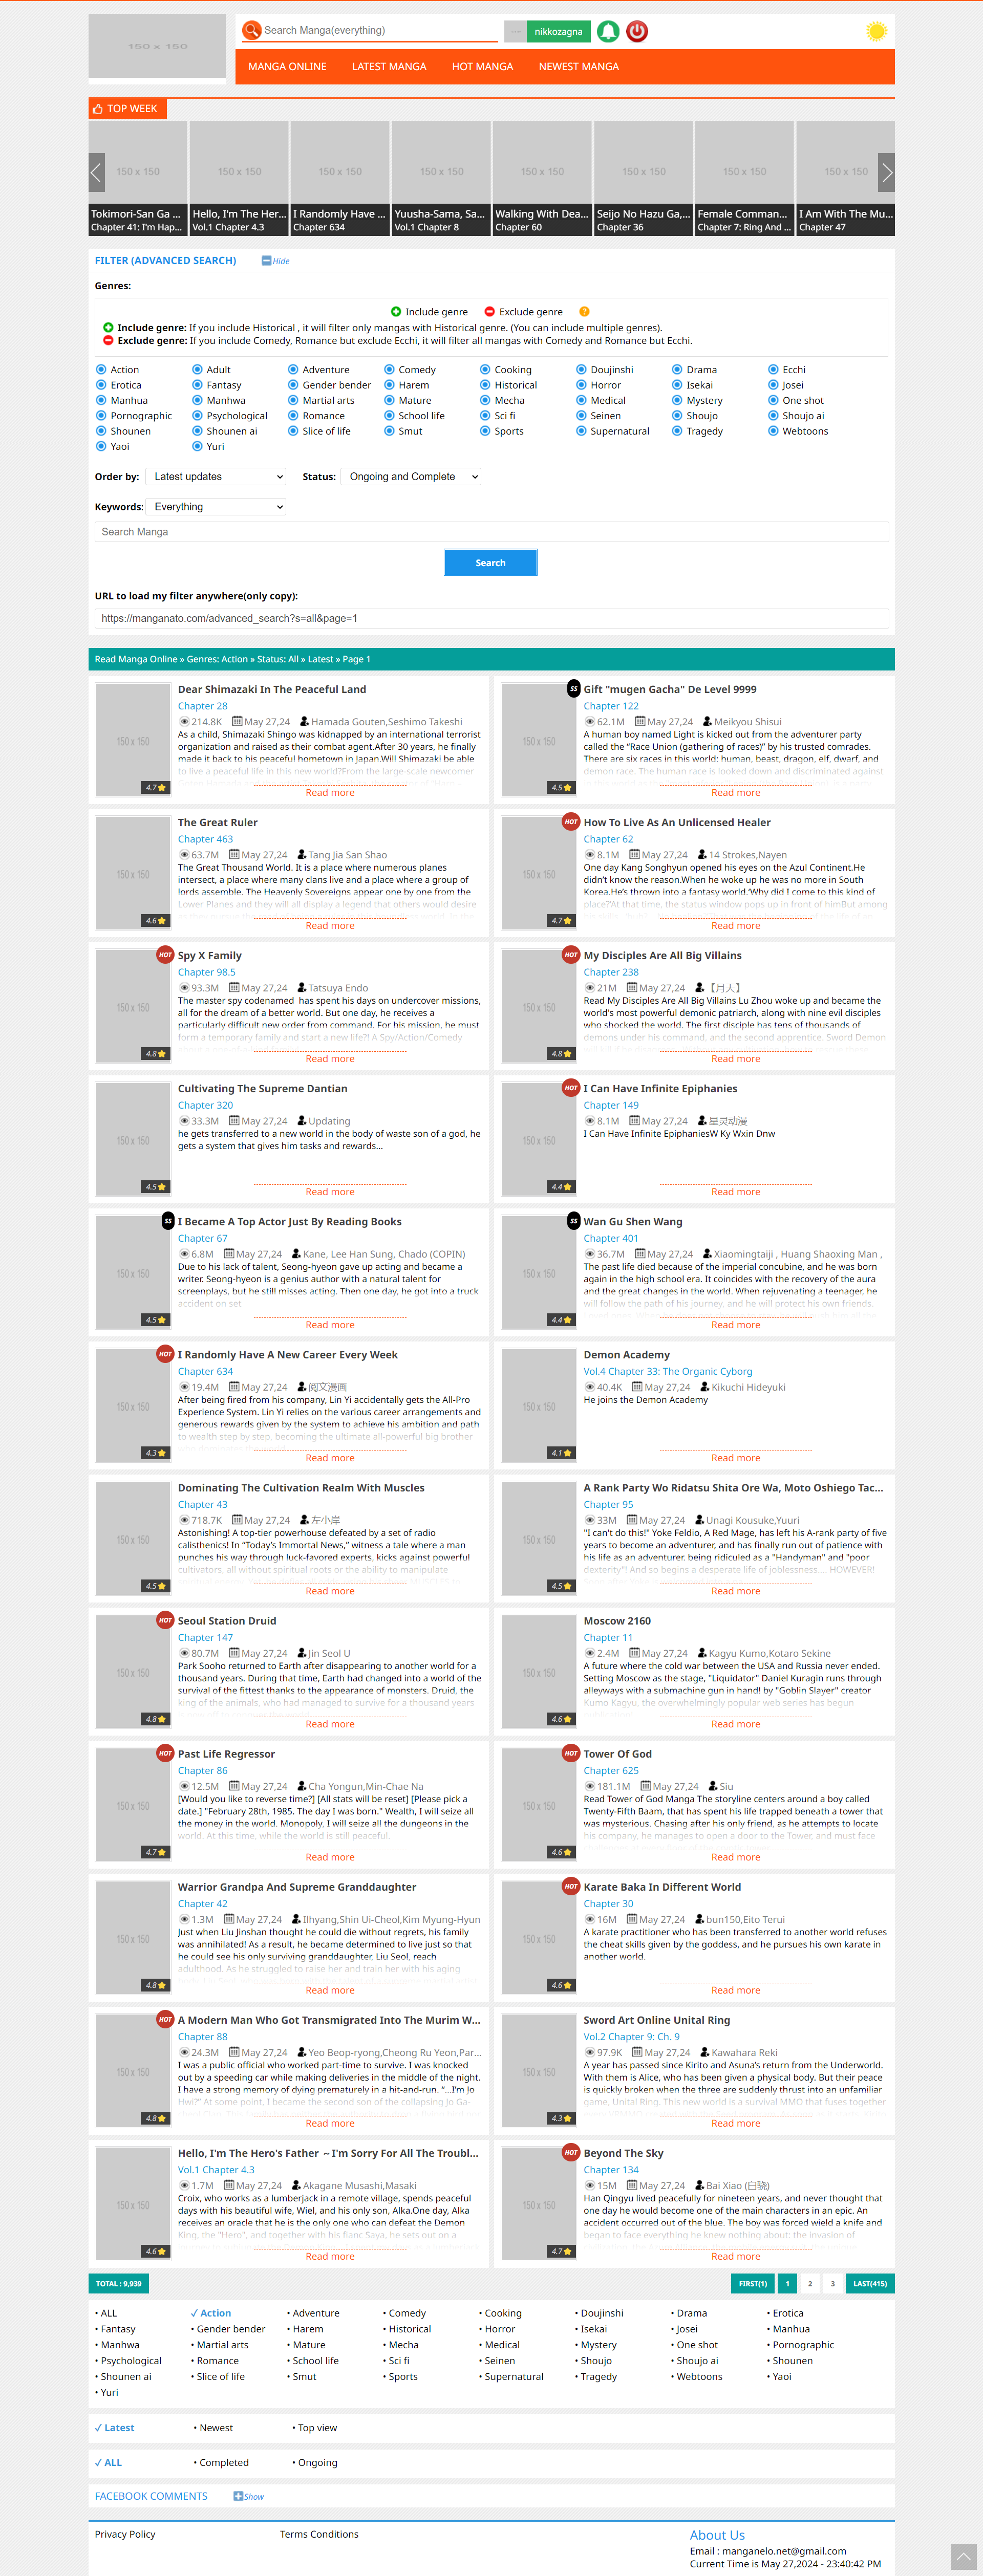 150 x 150
Search Manga(everything)
nikkozagna
MANGA ONLINE LATEST MANGA HOT MANGA NEWEST MANGA
TOP WEEK
150 x 150 150 x 150 150 x 150 150 x 150 150 x 150 150 x 150 150 x 150 150 x 150
Tokimori-San Ga ... Hello, I'm The Her... I Randomly Have ... Yuusha-Sama, Sa... Walking With Dea... Seijo No Hazu Ga,... Female Comman... I Am With The Mu...
Chapter 41: I'm Hap... Vol.1 Chapter 4.3 Chapter 634 Vol.1 Chapter 8 Chapter 60 Chapter 36 Chapter 7: Ring And ... Chapter 47
FILTER (ADVANCED SEARCH) Hide
Genres:
Include genre Exclude genre ?
Include genre: If you include Historical , it will filter only mangas with Historical genre. (You can include multiple genres).
Exclude genre: If you include Comedy, Romance but exclude Ecchi, it will filter all mangas with Comedy and Romance but Ecchi.
Action Adult Adventure Comedy Cooking Doujinshi Drama Ecchi
Erotica Fantasy Gender bender Harem Historical Horror Isekai Josei
Manhua Manhwa Martial arts Mature Mecha Medical Mystery One shot
Pornographic Psychological Romance School life Sci fi Seinen Shoujo Shoujo ai
Shounen Shounen ai Slice of life Smut Sports Supernatural Tragedy Webtoons
Yaoi Yuri
Order by: Latest updates Status: Ongoing and Complete
Keywords: Everything
Search Manga
Search
URL to load my filter anywhere(only copy):
https://manganato.com/advanced_search?s=all&page=1
Read Manga Online » Genres: Action » Status: All » Latest » Page 1
150 x 150
4.7
Dear Shimazaki In The Peaceful Land
Chapter 28
214.8K May 27,24 Hamada Gouten,Seshimo Takeshi
As a child, Shimazaki Shingo was kidnapped by an international terrorist
organization and raised as their combat agent.After 30 years, he finally
made it back to his peaceful hometown in Japan.Will Shimazaki be able
to live a peaceful life in this new world?From the large-scale newcomer
Read more
150 x 150
SS
4.5
Gift "mugen Gacha" De Level 9999
Chapter 122
62.1M May 27,24 Meikyou Shisui
A human boy named Light is kicked out from the adventurer party
called the “Race Union (gathering of races)” by his trusted comrades.
There are six races in this world: human, beast, dragon, elf, dwarf, and
demon race. The human race is looked down and discriminated against
Read more
150 x 150
4.6
The Great Ruler
Chapter 463
63.7M May 27,24 Tang Jia San Shao
The Great Thousand World. It is a place where numerous planes
intersect, a place where many clans live and a place where a group of
lords assemble. The Heavenly Sovereigns appear one by one from the
Lower Planes and they will all display a legend that others would desire
Read more
150 x 150
HOT
4.7
How To Live As An Unlicensed Healer
Chapter 62
8.1M May 27,24 14 Strokes,Nayen
One day Kang Songhyun opened his eyes on the Azul Continent.He
didn't know the reason.When he woke up he was no more in South
Korea.He’s thrown into a fantasy world.‘Why did I come to this kind of
place?’At that time, the status window pops up in front of himBut among
Read more
150 x 150
HOT
4.8
Spy X Family
Chapter 98.5
93.3M May 27,24 Tatsuya Endo
The master spy codenamed has spent his days on undercover missions,
all for the dream of a better world. But one day, he receives a
particularly difficult new order from command. For his mission, he must
form a temporary family and start a new life?! A Spy/Action/Comedy
Read more
150 x 150
HOT
4.8
My Disciples Are All Big Villains
Chapter 238
21M May 27,24 【月天】
Read My Disciples Are All Big Villains Lu Zhou woke up and became the
world's most powerful demonic patriarch, along with nine evil disciples
who shocked the world. The first disciple has tens of thousands of
demons under his command, and the second apprentice. Sword Demon
Read more
150 x 150
4.5
Cultivating The Supreme Dantian
Chapter 320
33.3M May 27,24 Updating
he gets transferred to a new world in the body of waste son of a god, he
gets a system that gives him tasks and rewards...
Read more
150 x 150
HOT
4.4
I Can Have Infinite Epiphanies
Chapter 149
8.1M May 27,24 星灵动漫
I Can Have Infinite EpiphaniesW Ky Wxin Dnw
Read more
150 x 150
SS
4.5
I Became A Top Actor Just By Reading Books
Chapter 67
6.8M May 27,24 Kane, Lee Han Sung, Chado (COPIN)
Due to his lack of talent, Seong-hyeon gave up acting and became a
writer. Seong-hyeon is a genius author with a natural talent for
screenplays, but he still misses acting. Then one day, he got into a truck
accident on set
Read more
150 x 150
SS
4.4
Wan Gu Shen Wang
Chapter 401
36.7M May 27,24 Xiaomingtaiji , Huang Shaoxing Man ,
The past life died because of the imperial concubine, and he was born
again in the high school era. It coincides with the recovery of the aura
and the great changes in the world. When rejuvenating a teenager, he
will follow the path of his journey, and he will protect his own friends.
Read more
150 x 150
HOT
4.3
I Randomly Have A New Career Every Week
Chapter 634
19.4M May 27,24 阅文漫画
After being fired from his company, Lin Yi accidentally gets the All-Pro
Experience System. Lin Yi relies on the various career arrangements and
generous rewards given by the system to achieve his ambition and path
to wealth step by step, becoming the ultimate all-powerful big brother
Read more
150 x 150
4.1
Demon Academy
Vol.4 Chapter 33: The Organic Cyborg
40.4K May 27,24 Kikuchi Hideyuki
He joins the Demon Academy
Read more
150 x 150
4.5
Dominating The Cultivation Realm With Muscles
Chapter 43
718.7K May 27,24 左小岸
Astonishing! A top-tier powerhouse defeated by a set of radio
calisthenics! In “Today’s Immortal News,” witness a tale where a man
punches his way through luck-favored experts, kicks against powerful
cultivators, all without spiritual roots or the ability to manipulate
Read more
150 x 150
4.5
A Rank Party Wo Ridatsu Shita Ore Wa, Moto Oshiego Tac...
Chapter 95
33M May 27,24 Unagi Kousuke,Yuuri
"I can't do this!" Yoke Feldio, A Red Mage, has left his A-rank party of five
years to become an adventurer, and has finally run out of patience with
his life as an adventurer. being ridiculed as a "Handyman" and "poor
dexterity"! And so begins a desperate life of joblessness.... HOWEVER!
Read more
150 x 150
HOT
4.8
Seoul Station Druid
Chapter 147
80.7M May 27,24 Jin Seol U
Park Sooho returned to Earth after disappearing to another world for a
thousand years. During that time, Earth had changed into a world of the
survival of the fittest thanks to the appearance of monsters. Druid, the
king of the animals, who had managed to survive for a thousand years
Read more
150 x 150
4.6
Moscow 2160
Chapter 11
2.4M May 27,24 Kagyu Kumo,Kotaro Sekine
A future where the cold war between the USA and Russia never ended.
Setting Moscow as the stage, "Liquidator" Daniel Kuragin runs through
alleyways with a submachine gun in hand! by "Goblin Slayer" creator
Kumo Kagyu, the overwhelmingly popular web series has begun
Read more
150 x 150
HOT
4.7
Past Life Regressor
Chapter 86
12.5M May 27,24 Cha Yongun,Min-Chae Na
[Would you like to reverse time?] [All stats will be reset] [Please pick a
date.] "February 28th, 1985. The day I was born." Wealth, I will seize all
the money in the world. Monopoly, I will seize all the dungeons in the
world. At this time, while the world is still peaceful.
Read more
150 x 150
HOT
4.6
Tower Of God
Chapter 625
181.1M May 27,24 Siu
Read Tower of God Manga The storyline centers around a boy called
Twenty-Fifth Baam, that has spent his life trapped beneath a tower that
was mysterious. Chasing after his only friend, as he attempts to locate
his company, he manages to open a door to the Tower, and must face
Read more
150 x 150
4.8
Warrior Grandpa And Supreme Granddaughter
Chapter 42
1.3M May 27,24 Ilhyang,Shin Ui-Cheol,Kim Myung-Hyun
Just when Liu Jinshan thought he could die without regrets, his family
was annihilated! As a result, he became determined to live just so that
he could see his only surviving granddaughter, Liu Seol, reach
adulthood. As he struggled to raise her and train her with his aging
Read more
150 x 150
HOT
4.6
Karate Baka In Different World
Chapter 30
16M May 27,24 bun150,Eito Terui
A karate practitioner who has been transferred to another world refuses
the cheat skills given by the goddess, and he pursues his own karate in
another world.
Read more
150 x 150
HOT
4.8
A Modern Man Who Got Transmigrated Into The Murim W...
Chapter 88
24.3M May 27,24 Yeo Beop-ryong,Cheong Ru Yeon,Par...
I was a public official who worked part-time to survive. I was knocked
out by a speeding car while making deliveries in the middle of the night.
I have a strong memory of dying prematurely in a hit-and-run. “...I’m Jo
Hwi?” At some point, I became the second son of the collapsing Jo Ga-
Read more
150 x 150
4.3
Sword Art Online Unital Ring
Vol.2 Chapter 9: Ch. 9
97.9K May 27,24 Kawahara Reki
A year has passed since Kirito and Asuna’s return from the Underworld.
With them is Alice, who has been given a physical body. But their peace
is quickly broken when the three are suddenly thrust into an unfamiliar
game, Unital Ring. This new world is a survival MMO that fuses together
Read more
150 x 150
4.6
Hello, I'm The Hero's Father ～I'm Sorry For All The Troubl...
Vol.1 Chapter 4.3
1.7M May 27,24 Akagane Musashi,Masaki
Croix, who works as a lumberjack in a remote village, spends peaceful
days with his beautiful wife, Wiel, and his only son, Alka.One day, Alka
receives an oracle that he is the only one who can defeat the Demon
King, the "Hero", and together with his fianc Saya, he sets out on a
Read more
150 x 150
HOT
4.7
Beyond The Sky
Chapter 134
15M May 27,24 Bai Xiao (白骁)
Han Qingyu lived peacefully for nineteen years, and never thought that
one day he would become one of the main characters in an epic. An
accident occurred out of the blue. The boy was forced wield a knife and
began to face everything he knew nothing about: the invasion of
Read more
TOTAL : 9,939 FIRST(1) 1 2 3 LAST(415)
• ALL ✓ Action • Adventure • Comedy • Cooking • Doujinshi • Drama • Erotica
• Fantasy • Gender bender • Harem • Historical • Horror • Isekai • Josei • Manhua
• Manhwa • Martial arts • Mature • Mecha • Medical • Mystery • One shot • Pornographic
• Psychological • Romance • School life • Sci fi • Seinen • Shoujo • Shoujo ai • Shounen
• Shounen ai • Slice of life • Smut • Sports • Supernatural • Tragedy • Webtoons • Yaoi
• Yuri
✓ Latest • Newest • Top view
✓ ALL • Completed • Ongoing
FACEBOOK COMMENTS Show
Privacy Policy Terms Conditions About Us
Email : manganelo.net@gmail.com
Current Time is May 27,2024 - 23:40:42 PM